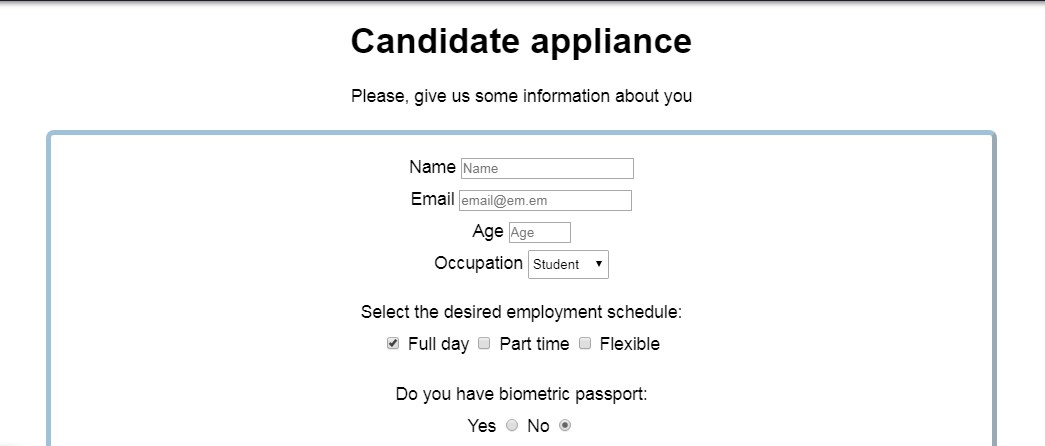 Candidate appliance
Please, give us some information about you
Name Name
Email email@em.em
Age Age
Occupation Student
Select the desired employment schedule:
Full day Part time Flexible
Do you have biometric passport:
Yes No